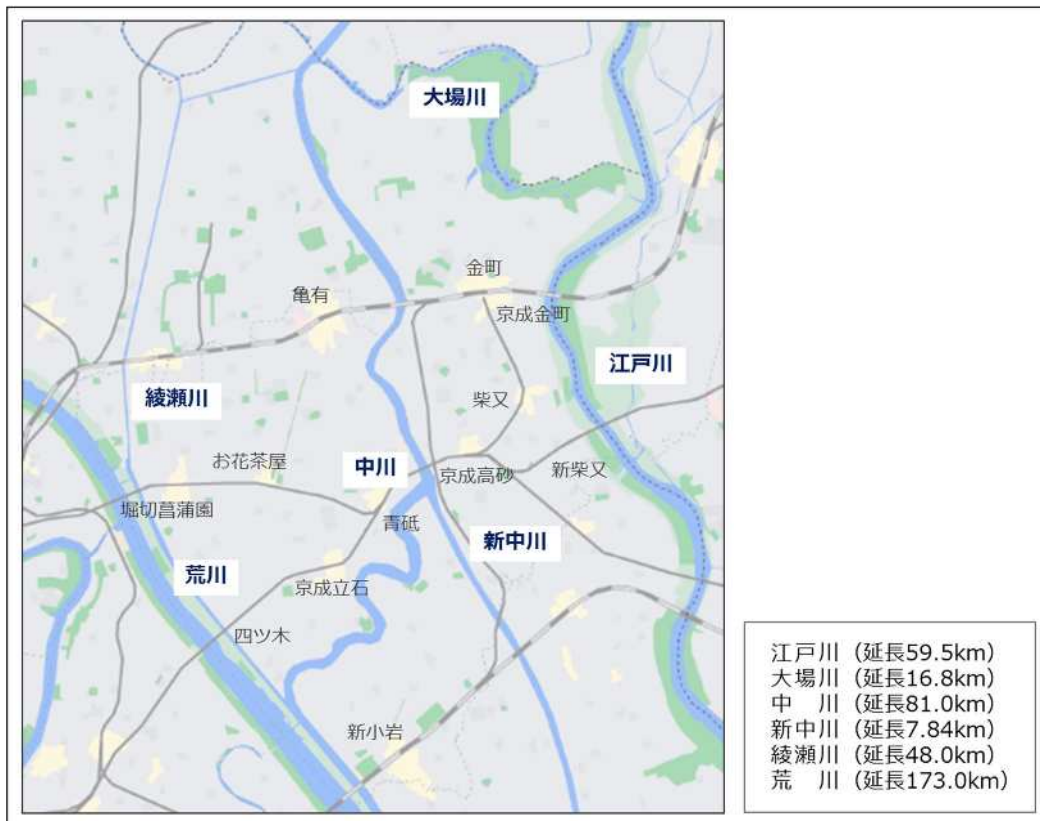 大場川
金町
亀有
京成金町
江戸川
綾瀬川
柴又
お花茶屋
中川
京成高砂
新柴又
堀切菖蒲園
青砥
新中川
荒川
京成立石
四ツ木
新小岩
江戸川（延長59.5km）
大場川（延長16.8km）
中　川（延長81.0km）
新中川（延長7.84km）
綾瀬川（延長48.0km）
荒　川（延長173.0km）